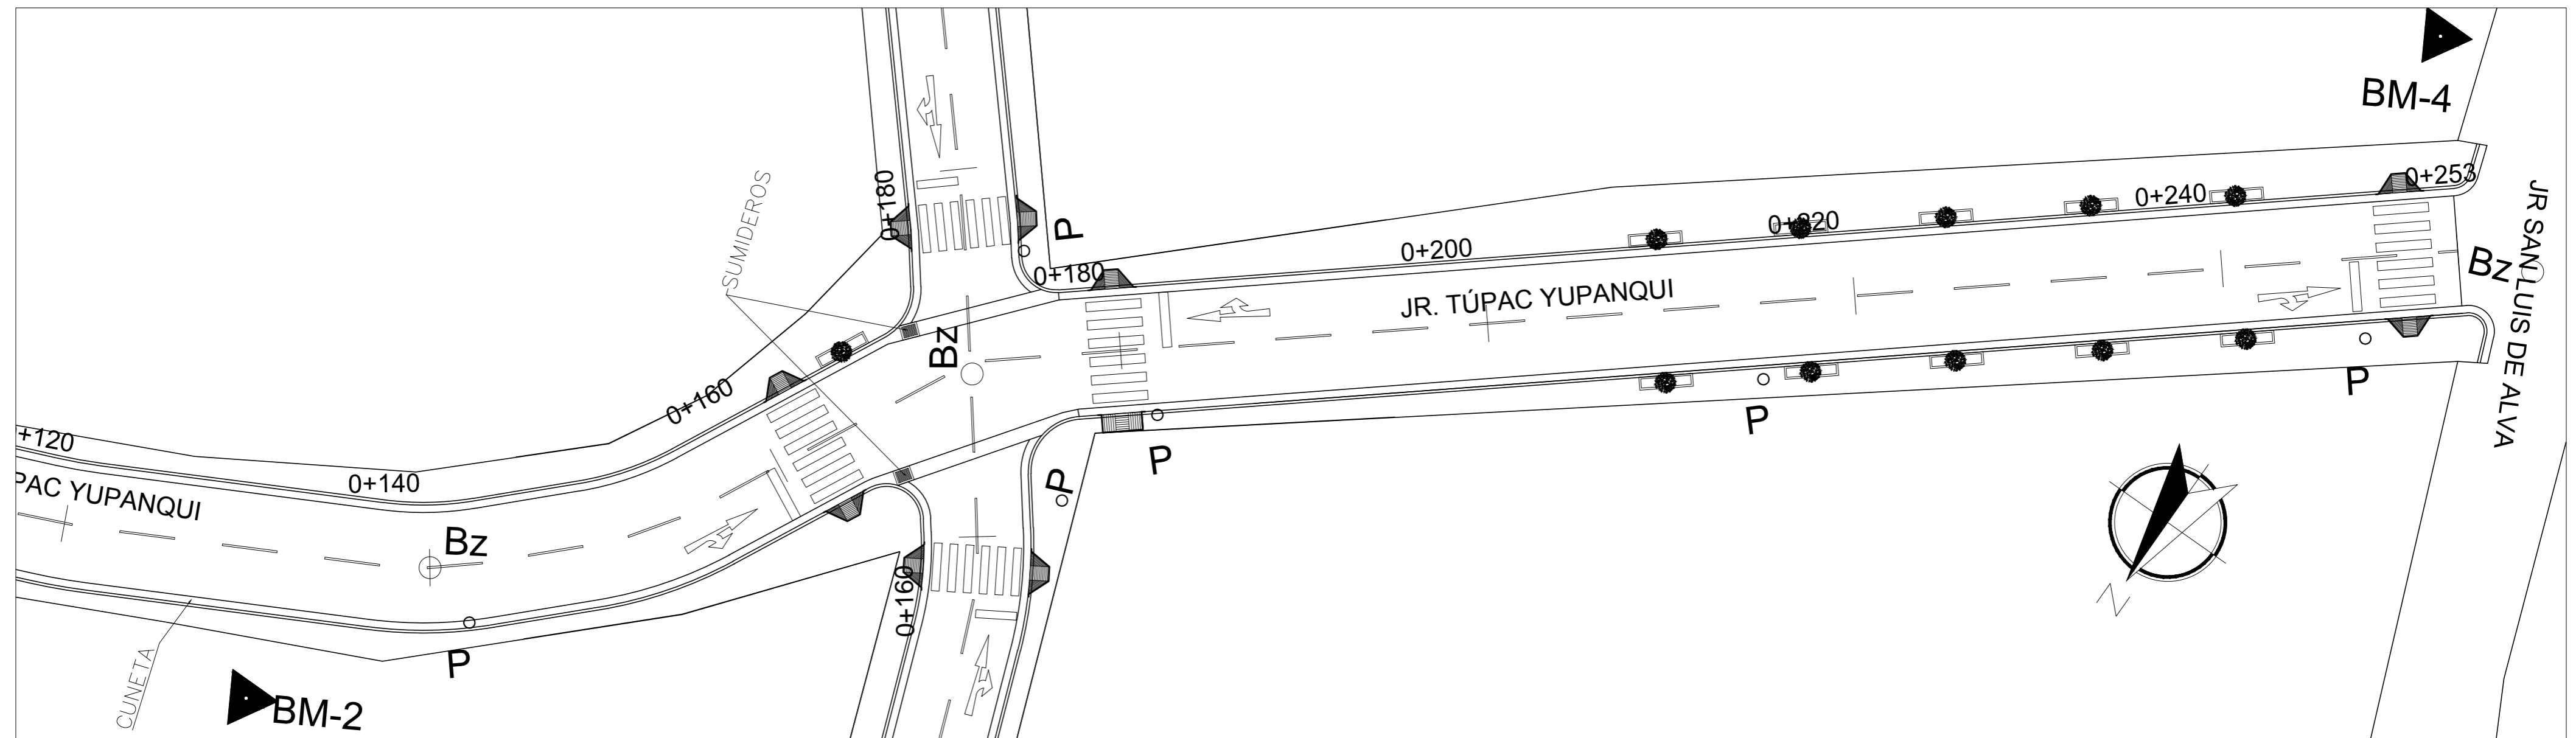 BM-4
0+180
P
SUMIDEROS
0+253
0+240
0+220
0+200
0+180
JR SAN LUIS DE ALVA
Bz
JR. TÚPAC YUPANQUI
Bz
0+160
P
P
P
+120
0+140
PAC YUPANQUI
P
Bz
0+160
N
P
CUNETA
BM-2